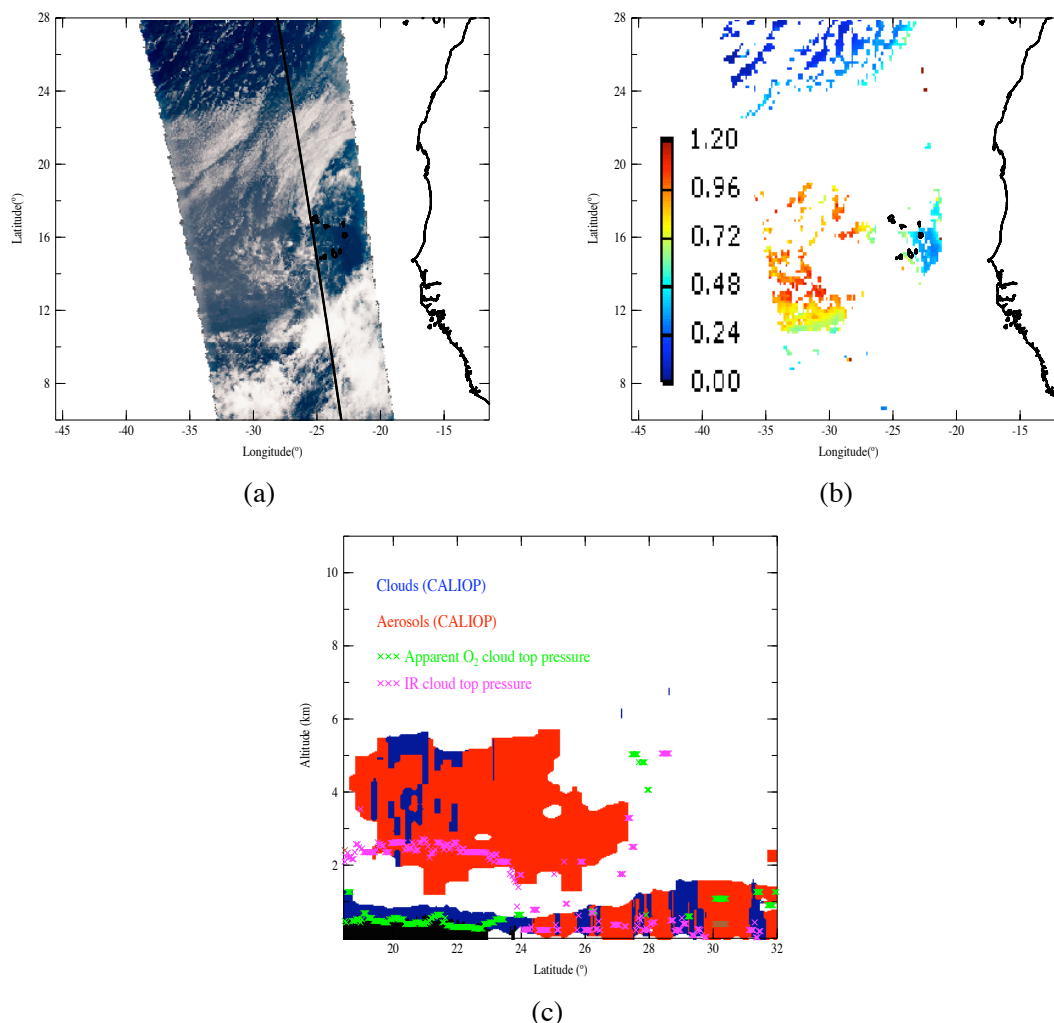 28
24
20
16
12
8
Latitude(º)
-45 -40 -35 -30 -25 -20 -15
Longitude(º)
(a)
28
24
20
16
12
8
Latitude(º)
1.20
0.96
0.72
0.48
0.24
0.00
-45 -40 -35 -30 -25 -20 -15
Longitude(º)
(b)
10
8
6
4
2
Altitude (km)
Clouds (CALIOP)
Aerosols (CALIOP)
××× Apparent O₂ cloud top pressure
××× IR cloud top pressure
20 22 24 26 28 30 32
Latitude (º)
(c)